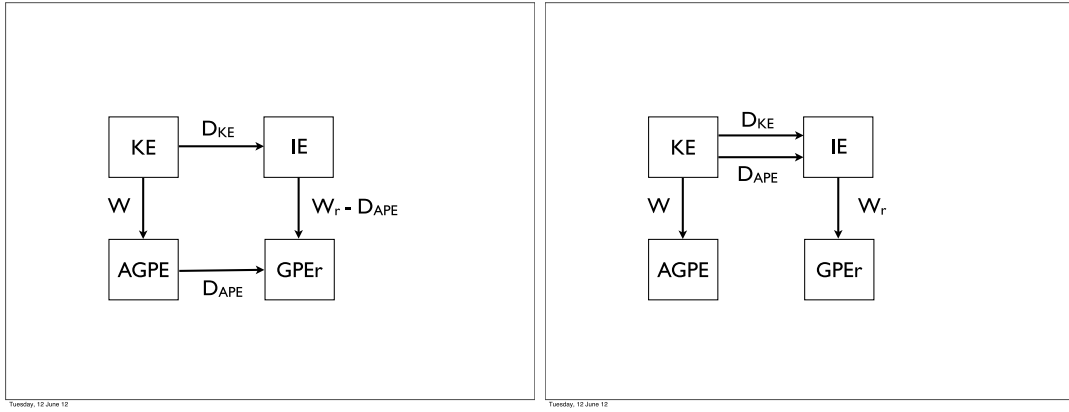 KE
D_KE
IE
W
W_r - D_APE
AGPE
D_APE
GPEr
Tuesday, 12 June 12
KE
D_KE
D_APE
IE
W
W_r
AGPE
GPEr
Tuesday, 12 June 12